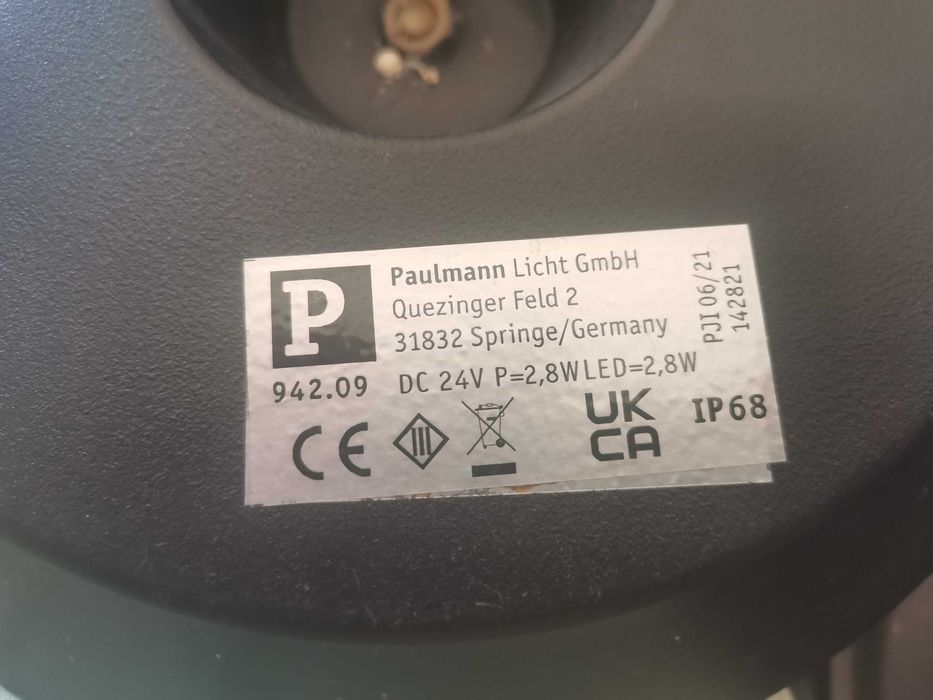 P
Paulmann Licht GmbH
Quezinger Feld 2
31832 Springe/Germany
PJI 06/21
142821
942.09 DC 24V P=2,8W LED=2,8W
CE III UK
CA IP68